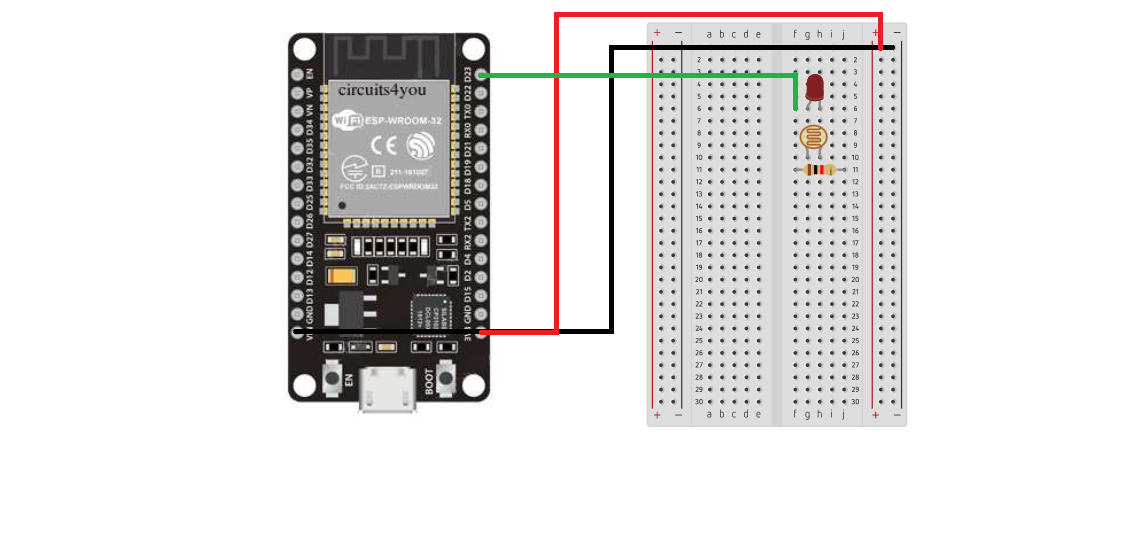 circuits4you
Wi Fi ESP-WROOM-32
CE
R 211-161007
FCC ID:2AC7Z-ESPWROOM32
EN
VP
VN
D34
D35
D32
D33
D25
D26
D27
D14
D12
D13
GND
D23
D22
TX0
RX0
D21
D19
D18
D5
TX2
RX2
D4
D2
D15
GND
3V3
SILABS
CP2102
EN
BOOT
+ − a b c d e f g h i j + −
2 2
3 3
4 4
5 5
6 6
7 7
8 8
9 9
10 10
11 11
12 12
13 13
14 14
15 15
16 16
17 17
18 18
19 19
20 20
21 21
22 22
23 23
24 24
25 25
26 26
27 27
28 28
29 29
30 30
+ − a b c d e f g h i j + −